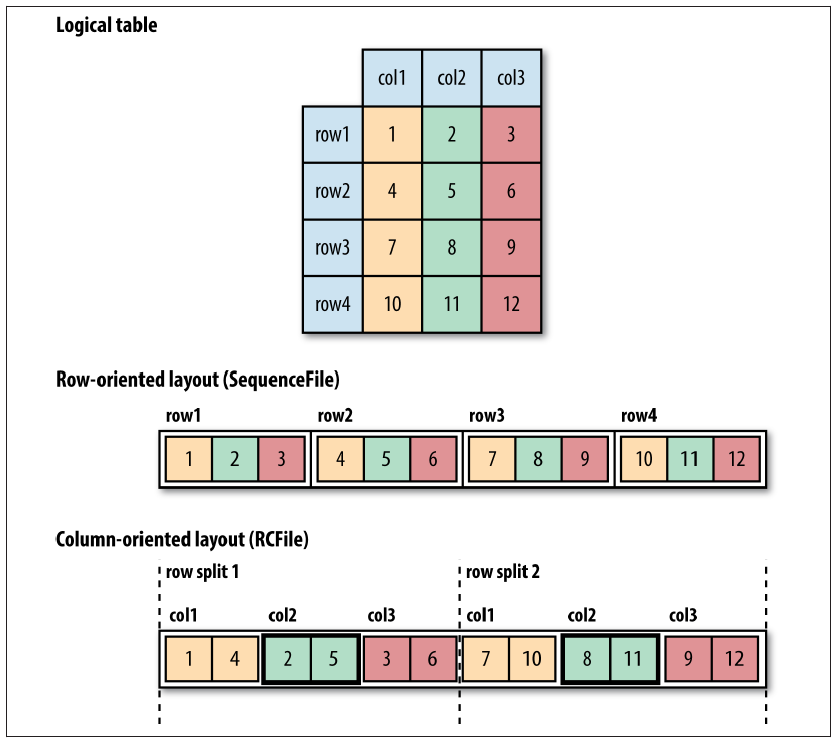 Logical table
col1 col2 col3
row1 1 2 3
row2 4 5 6
row3 7 8 9
row4 10 11 12
Row-oriented layout (SequenceFile)
row1 row2 row3 row4
1 2 3 4 5 6 7 8 9 10 11 12
Column-oriented layout (RCFile)
row split 1 row split 2
col1 col2 col3 col1 col2 col3
1 4 2 5 3 6 7 10 8 11 9 12